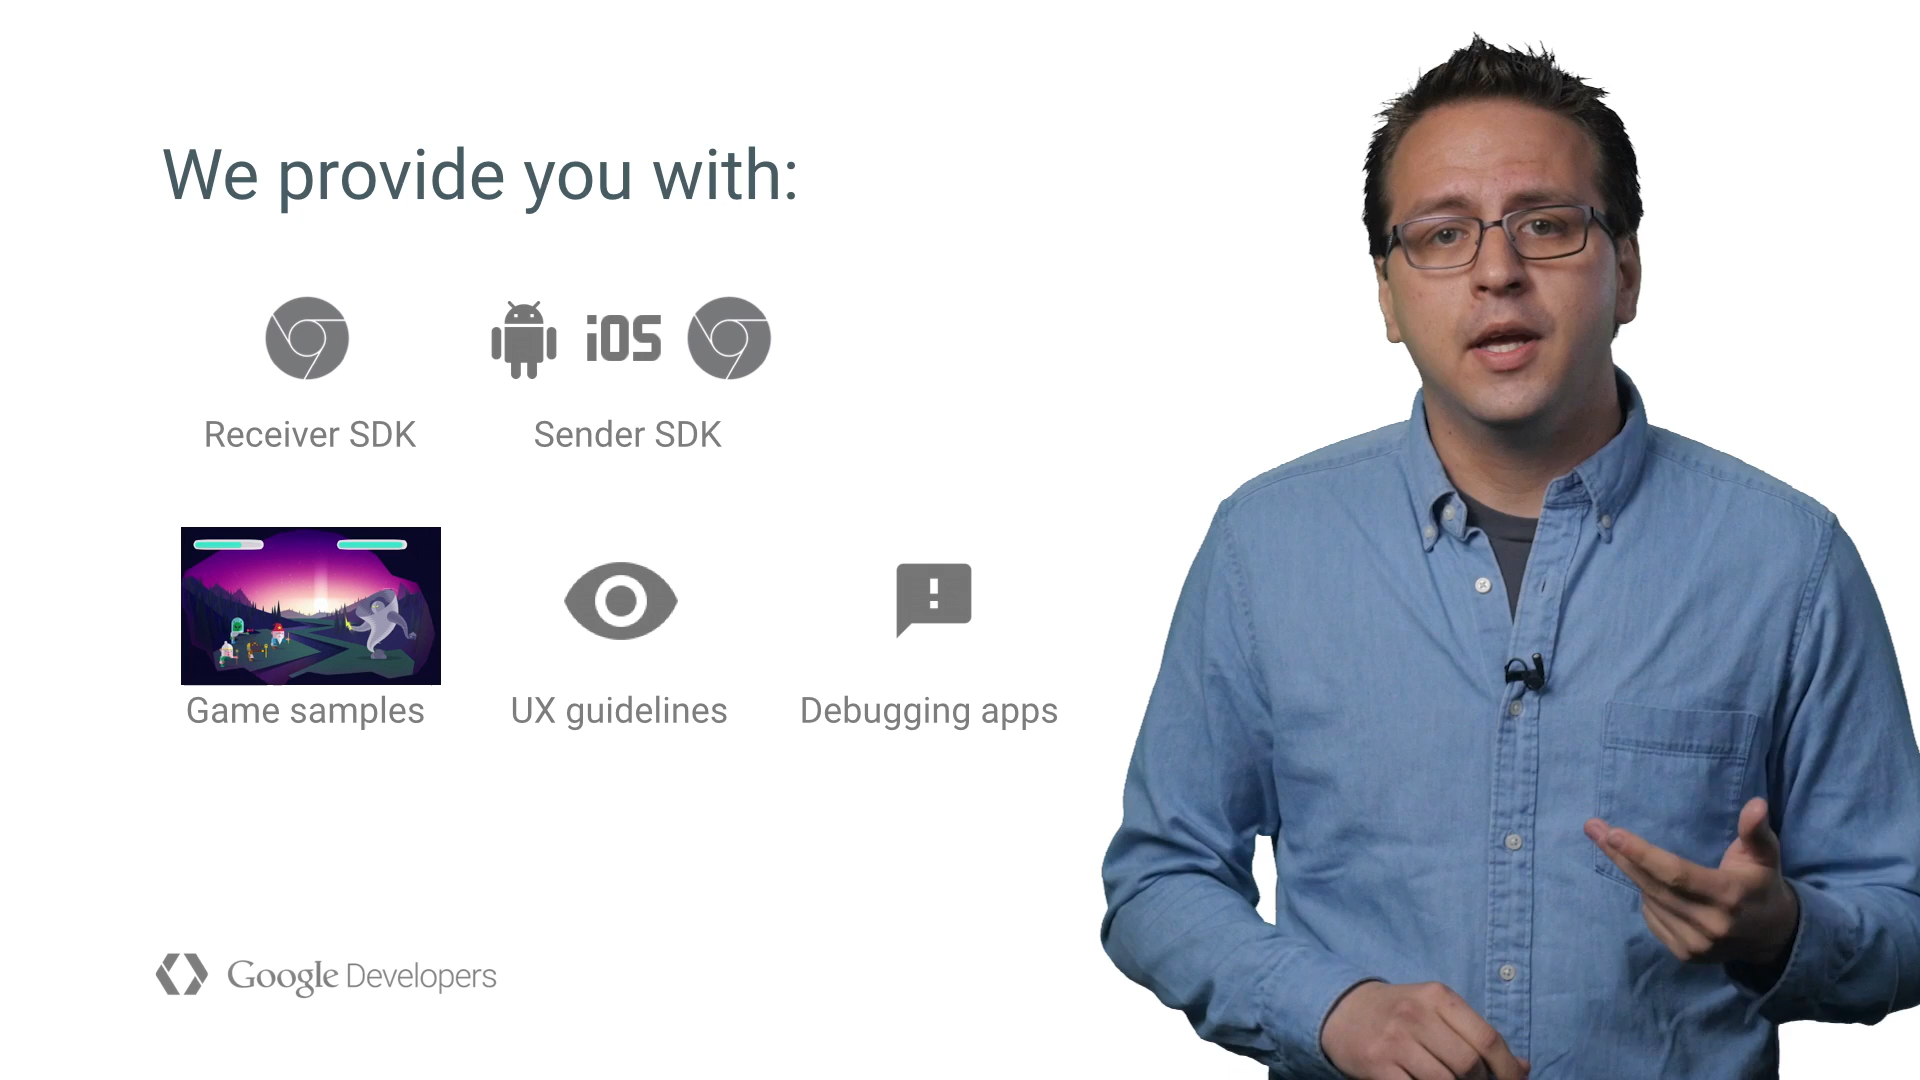 We provide you with:
iOS
Receiver SDK
Sender SDK
Game samples
UX guidelines
Debugging apps
Google Developers